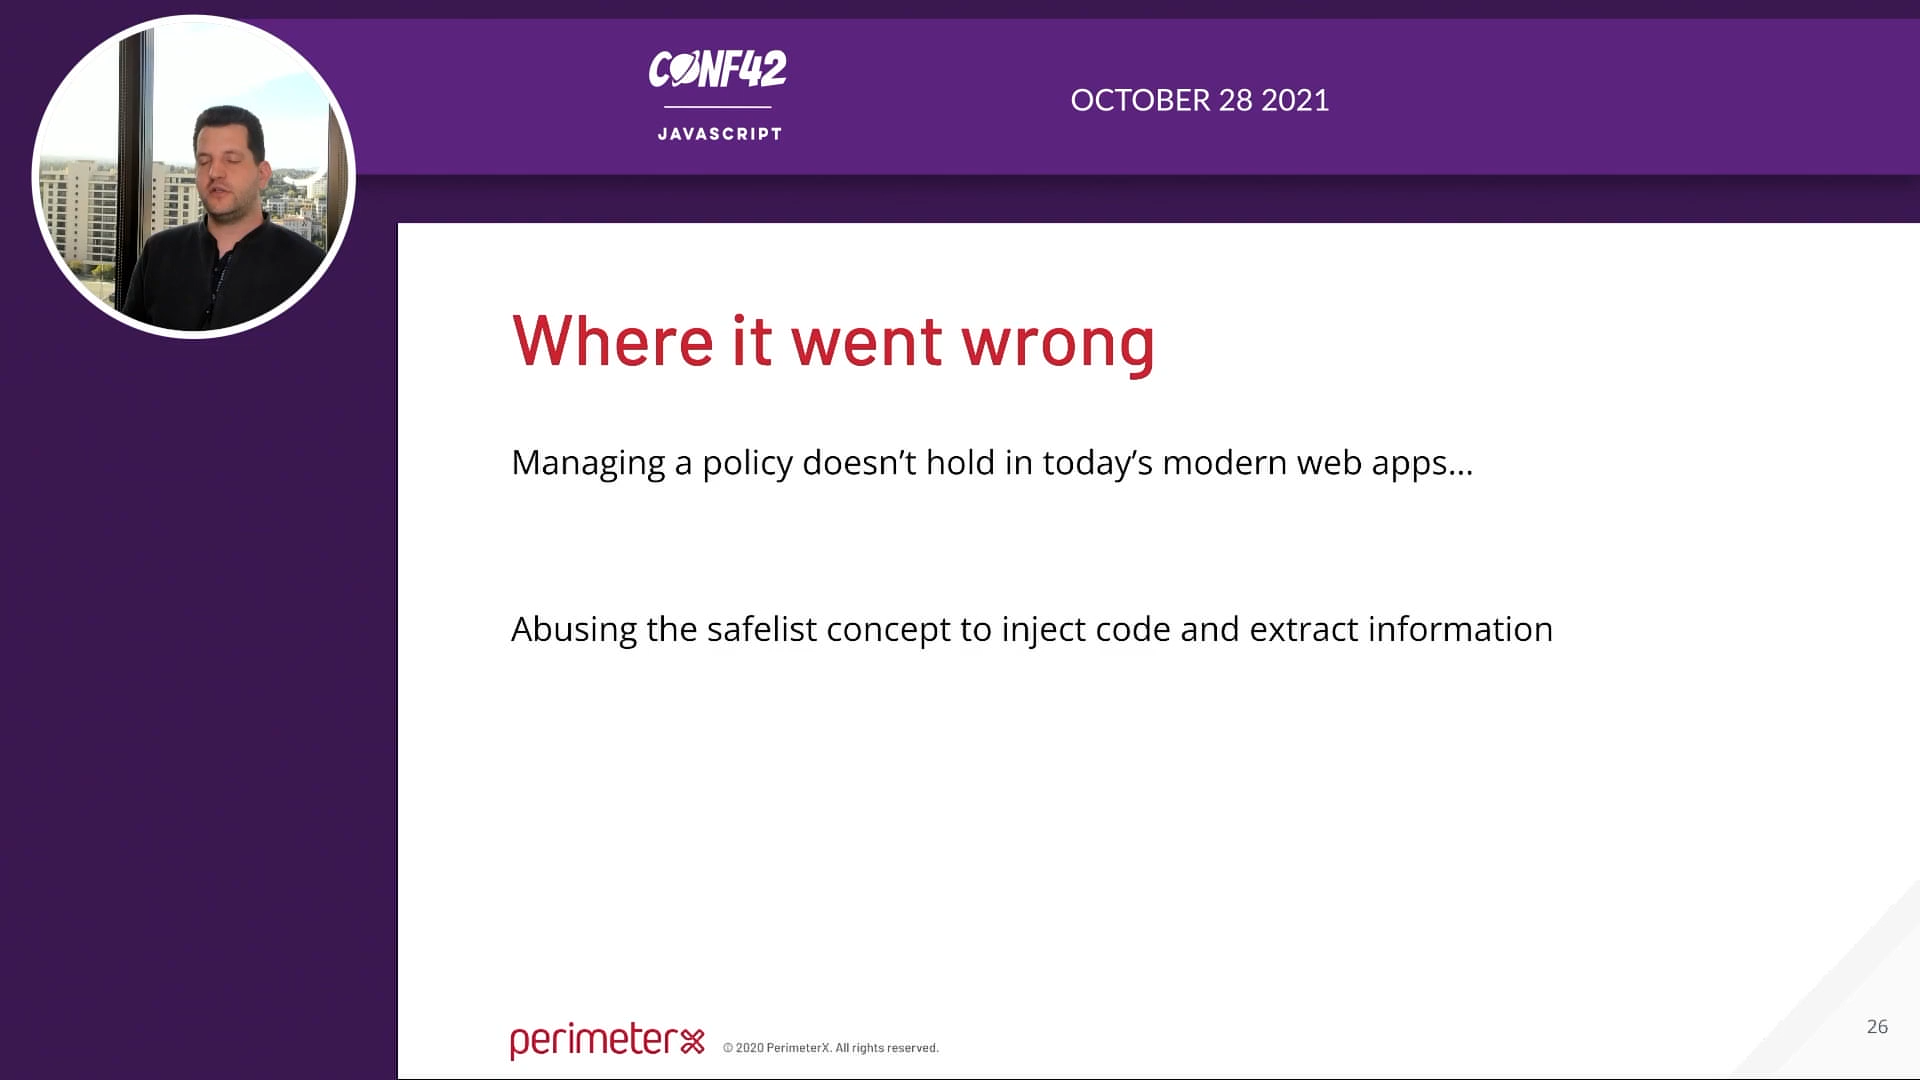 CONF42
JAVASCRIPT
OCTOBER 28 2021
Where it went wrong
Managing a policy doesn’t hold in today’s modern web apps...
Abusing the safelist concept to inject code and extract information
perimeterx
© 2020 PerimeterX. All rights reserved.
26